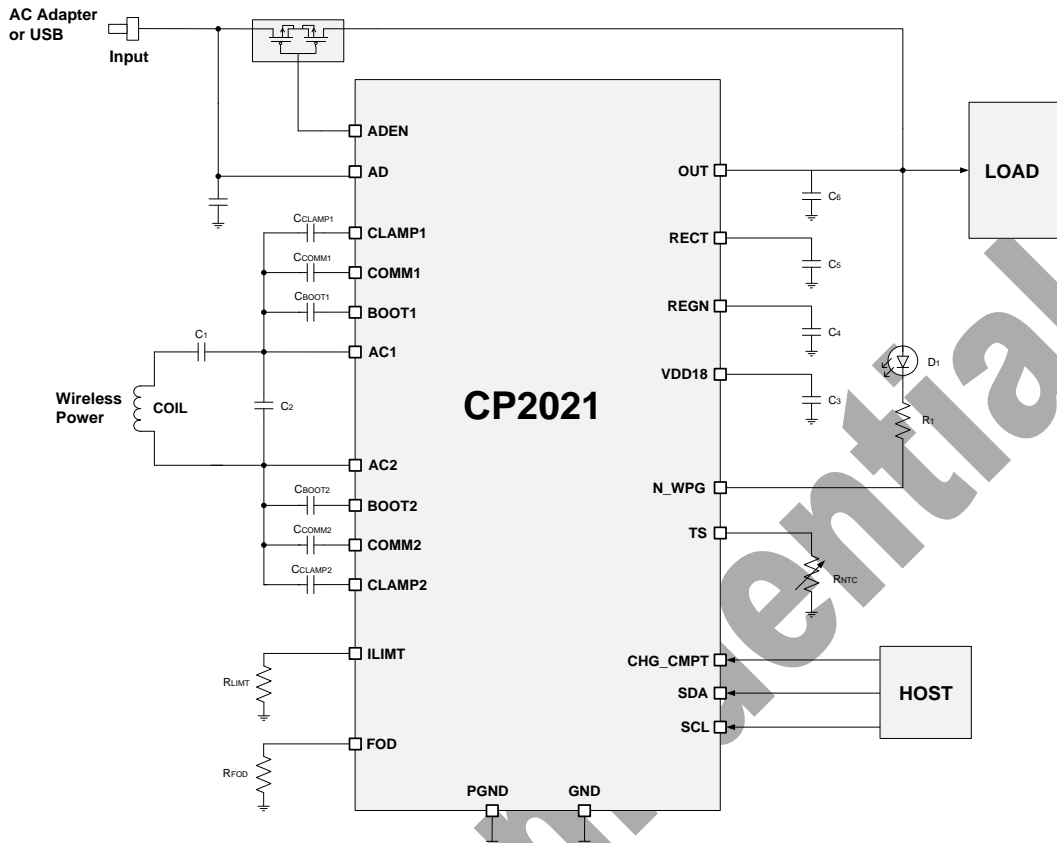 AC Adapter
or USB
Input
ADEN
AD
CCLAMP1
CLAMP1
CCOMM1
COMM1
CBOOT1
BOOT1
C1
AC1
Wireless
Power
COIL
C2
AC2
CBOOT2
BOOT2
CCOMM2
COMM2
CCLAMP2
CLAMP2
ILIMT
RLIMT
FOD
RFOD
CP2021
PGND
GND
OUT
C6
LOAD
RECT
C5
REGN
C4
VDD18
C3
D1
R1
N_WPG
TS
RNTC
CHG_CMPT
SDA
SCL
HOST